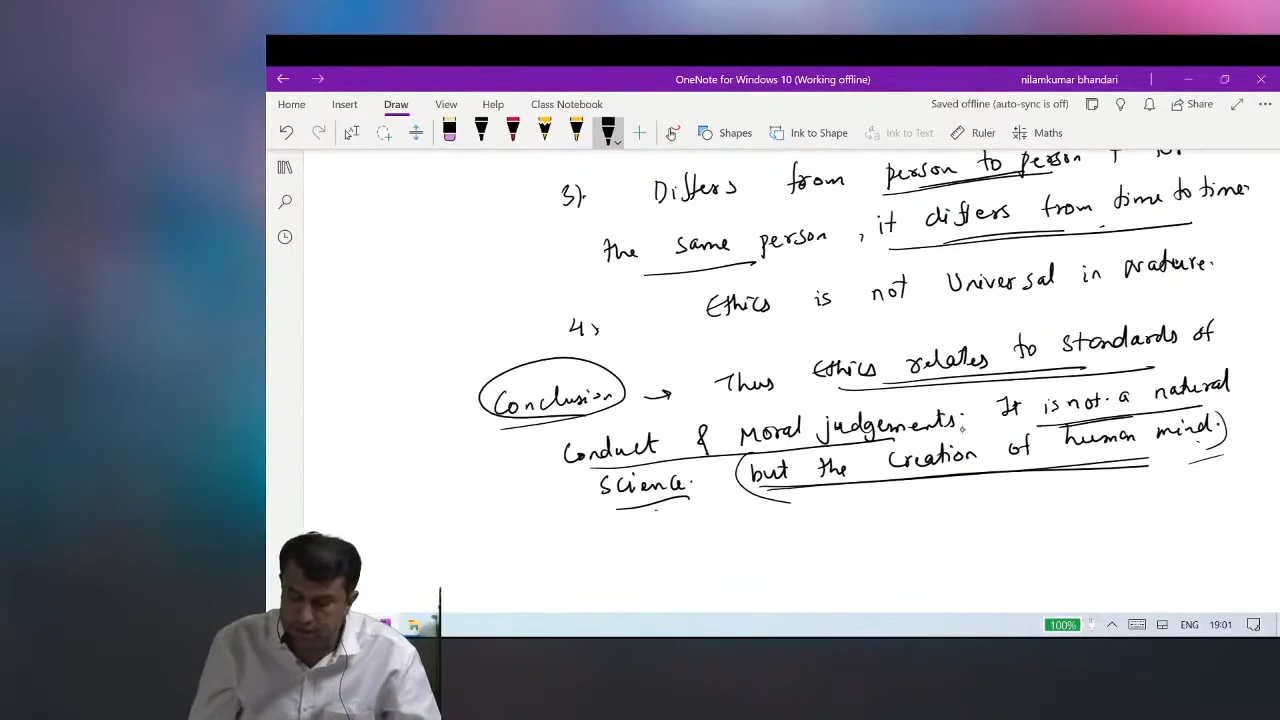 OneNote for Windows 10 (Working offline)
nilamkumar bhandari
Home Insert Draw View Help Class Notebook
Saved offline (auto-sync is off)
Share
Shapes Ink to Shape Ink to Text Ruler Maths
3). Differs from person to person
the same person, it differs from time to time.
4) Ethics is not Universal in Nature.
Conclusion → Thus Ethics relates to standards of
Conduct & Moral judgements. It is not a natural
science. (but the creation of human mind.)
100% ENG 19:01